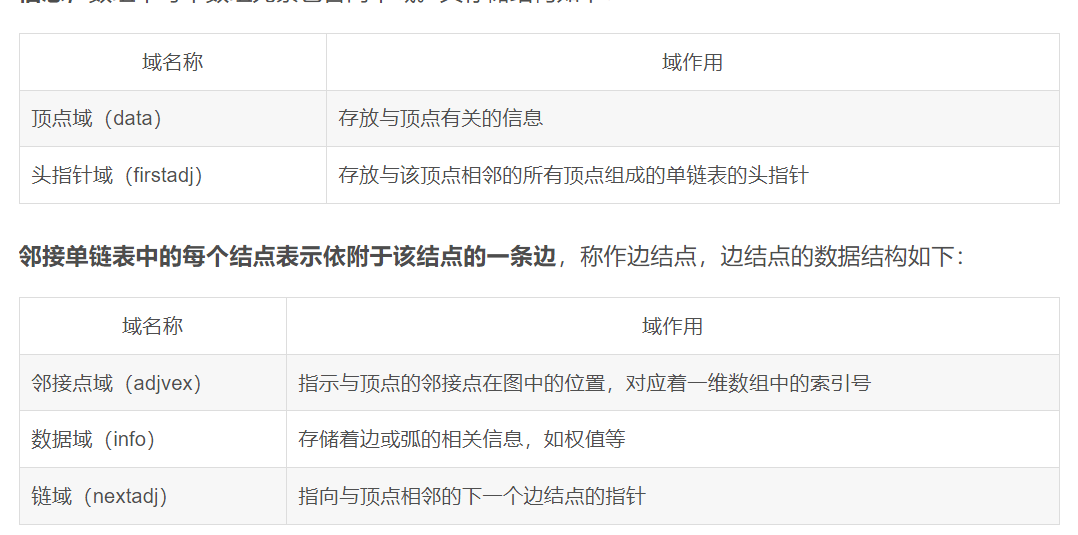 域名称 域作用
顶点域（data） 存放与顶点有关的信息
头指针域（firstadj） 存放与该顶点相邻的所有顶点组成的单链表的头指针
邻接单链表中的每个结点表示依附于该结点的一条边，称作边结点，边结点的数据结构如下：
域名称 域作用
邻接点域（adjvex） 指示与顶点的邻接点在图中的位置，对应着一维数组中的索引号
数据域（info） 存储着边或弧的相关信息，如权值等
链域（nextadj） 指向与顶点相邻的下一个边结点的指针